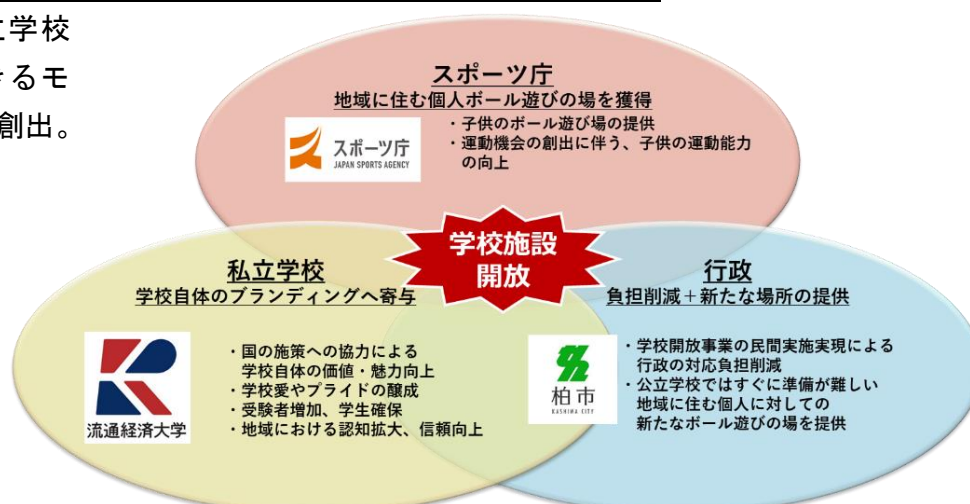 立学校
きるモ
創出。
スポーツ庁
地域に住む個人ボール遊びの場を獲得
スポーツ庁
JAPAN SPORTS AGENCY
・子供のボール遊び場の提供
・運動機会の創出に伴う、子供の運動能力
の向上
学校施設
開放
私立学校
学校自体のブランディングへ寄与
流通経済大学
・国の施策への協力による
学校自体の価値・魅力向上
・学校愛やプライドの醸成
・受験者増加、学生確保
・地域における認知拡大、信頼向上
行政
負担削減＋新たな場所の提供
柏市
KASHIWA CITY
・学校開放事業の民間実施実現による
行政の対応負担削減
・公立学校ではすぐに準備が難しい
地域に住む個人に対しての
新たなボール遊びの場を提供